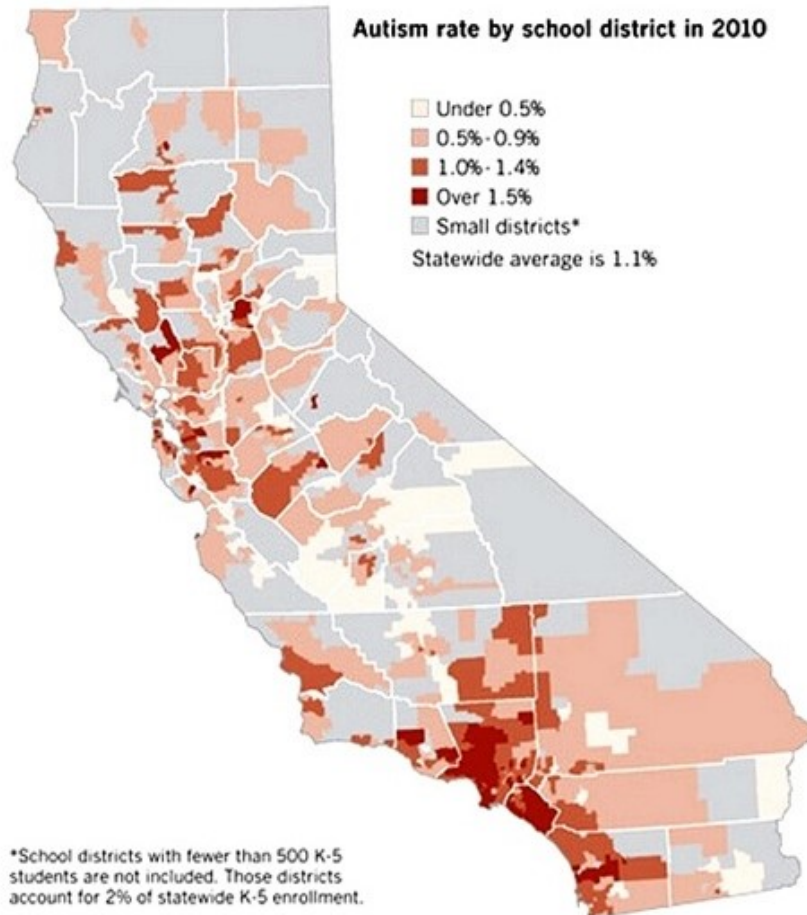 Autism rate by school district in 2010
Under 0.5%
0.5%-0.9%
1.0%-1.4%
Over 1.5%
Small districts*
Statewide average is 1.1%
*School districts with fewer than 500 K-5
students are not included. Those districts
account for 2% of statewide K-5 enrollment.